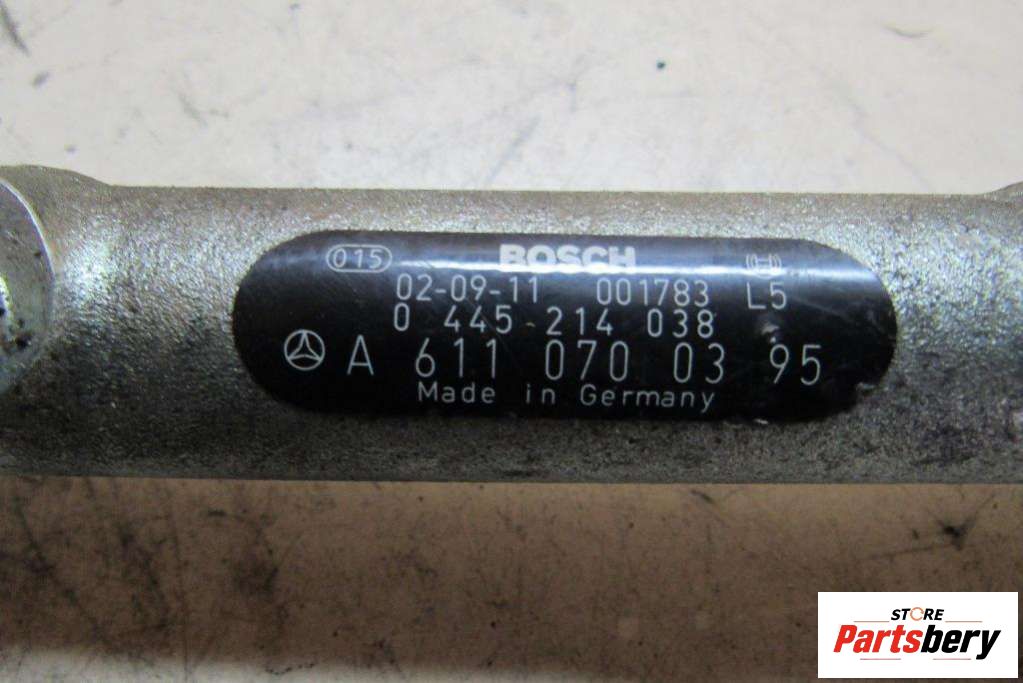 015 BOSCH
02-09-11 001783 L5
0 445 214 038
A 611 070 03 95
Made in Germany
STORE
Partsbery